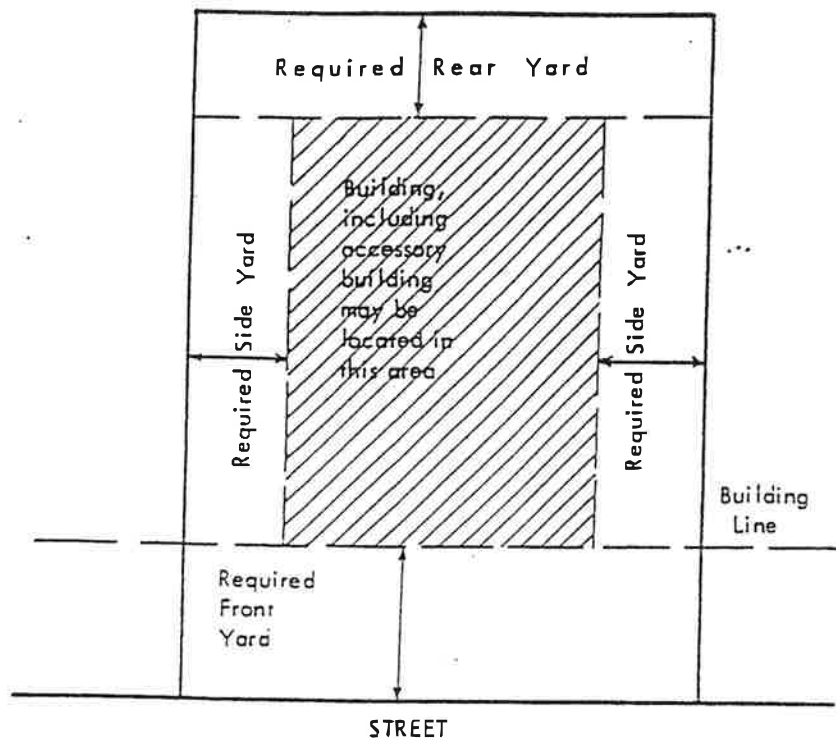 Required Rear Yard
Building,
including
accessory
building
may be
located in
this area
Required Side Yard
Required Side Yard
Building
Line
Required
Front
Yard
STREET